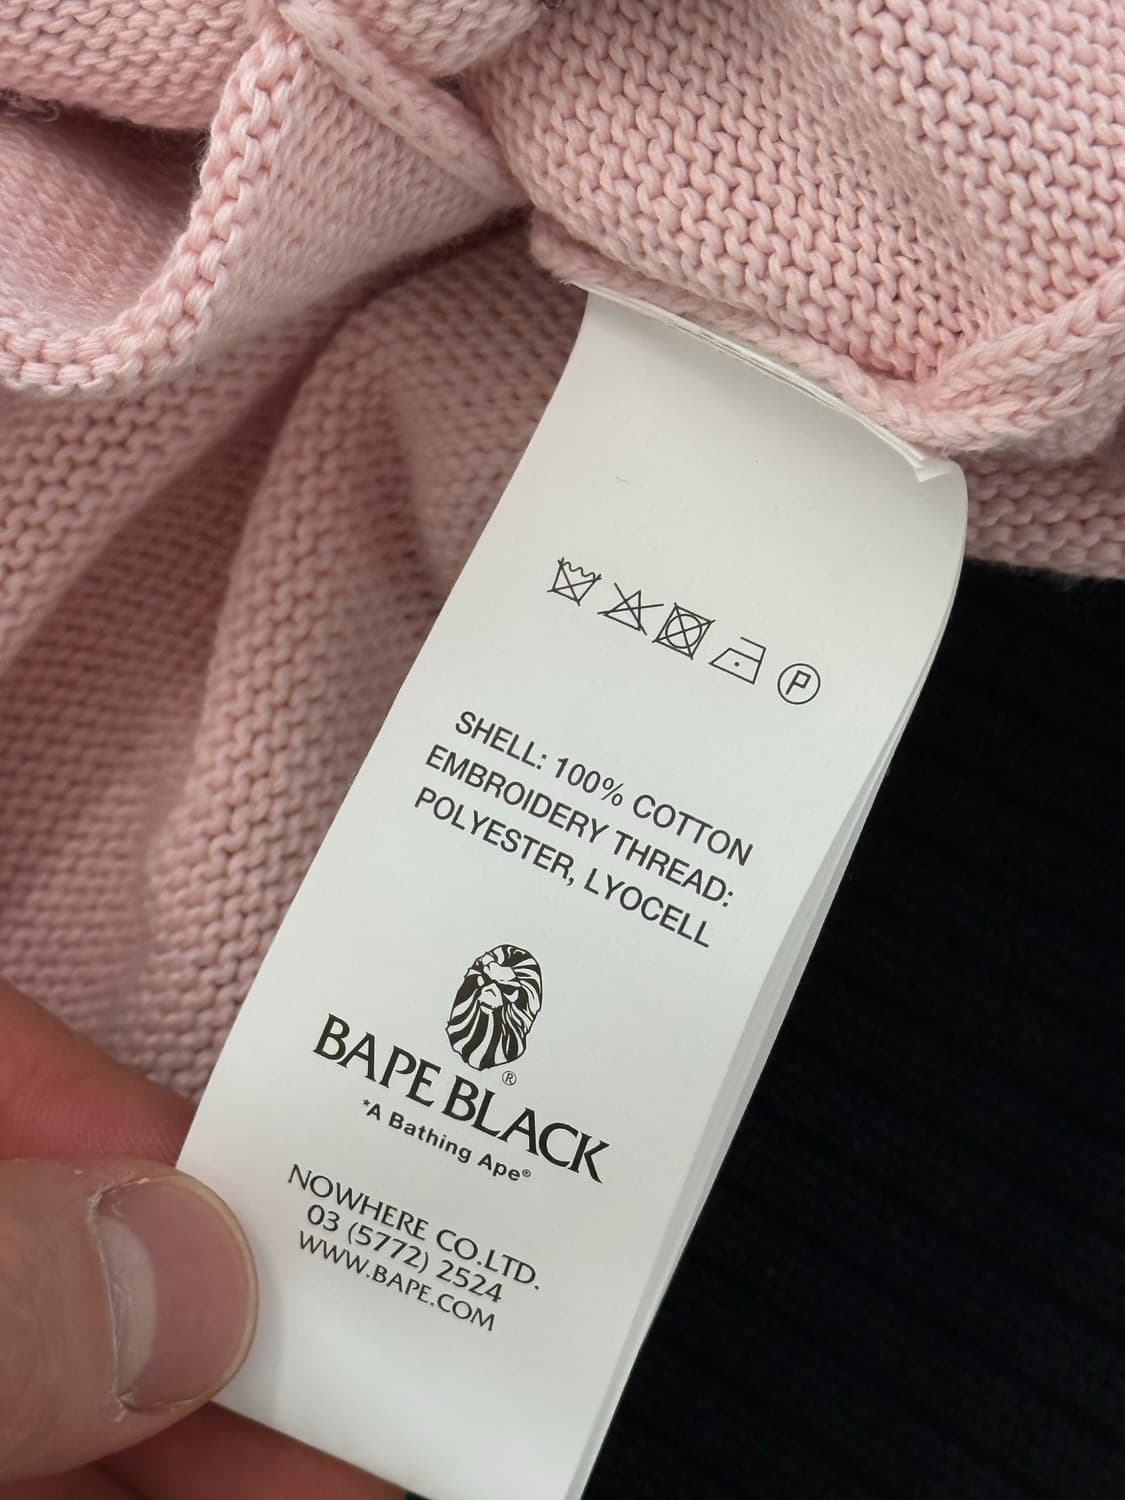 P
SHELL: 100% COTTON
EMBROIDERY THREAD:
POLYESTER, LYOCELL
BAPE BLACK®
*A Bathing Ape®
NOWHERE CO.LTD.
03 (5772) 2524
WWW.BAPE.COM